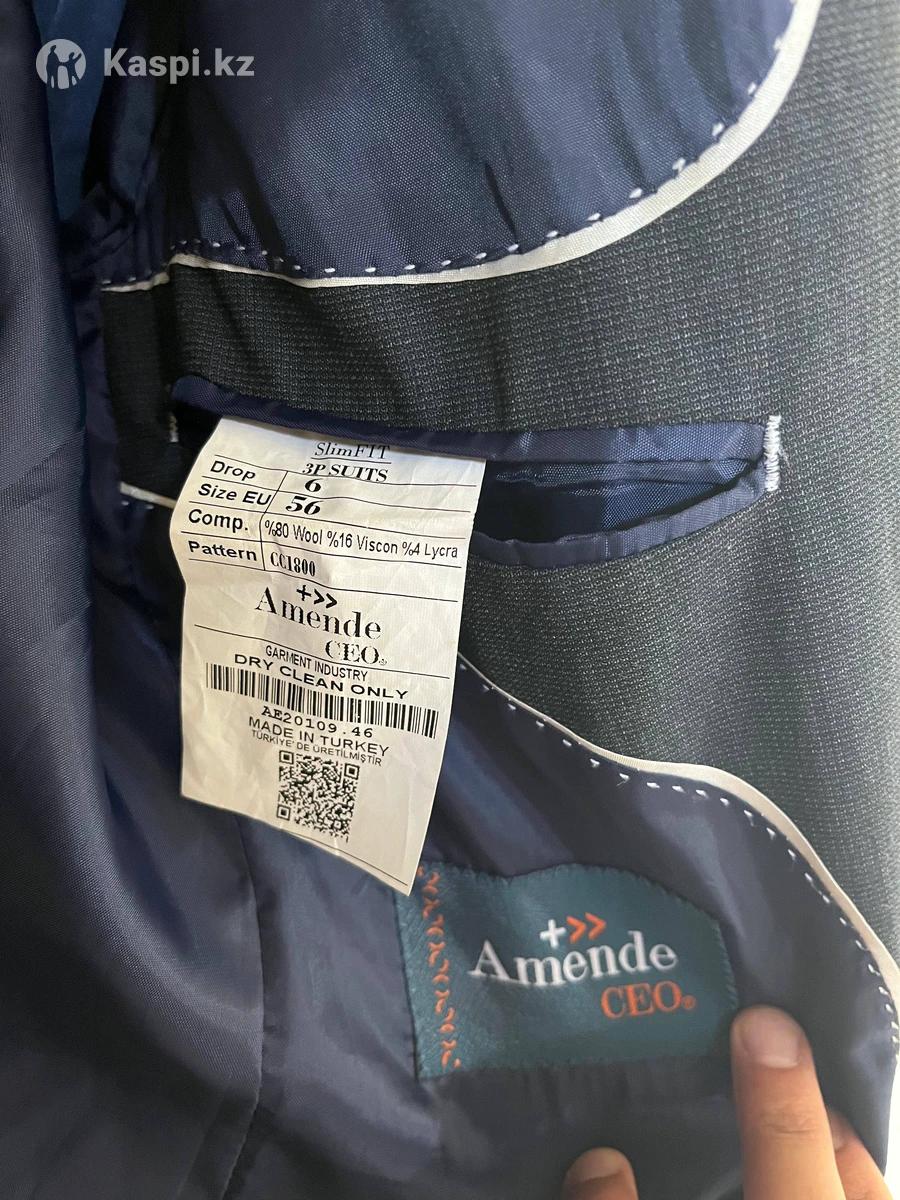 Kaspi.kz
SlimFIT
3P SUITS
Drop 6
Size EU 56
Comp. %80 Wool %16 Viscon %4 Lycra
Pattern CC1800
+>>
Amende
CEO®
GARMENT INDUSTRY
DRY CLEAN ONLY
AE20109.46
MADE IN TURKEY
TÜRKİYE'DE ÜRETİLMİŞTİR
+>>
Amende
CEO®